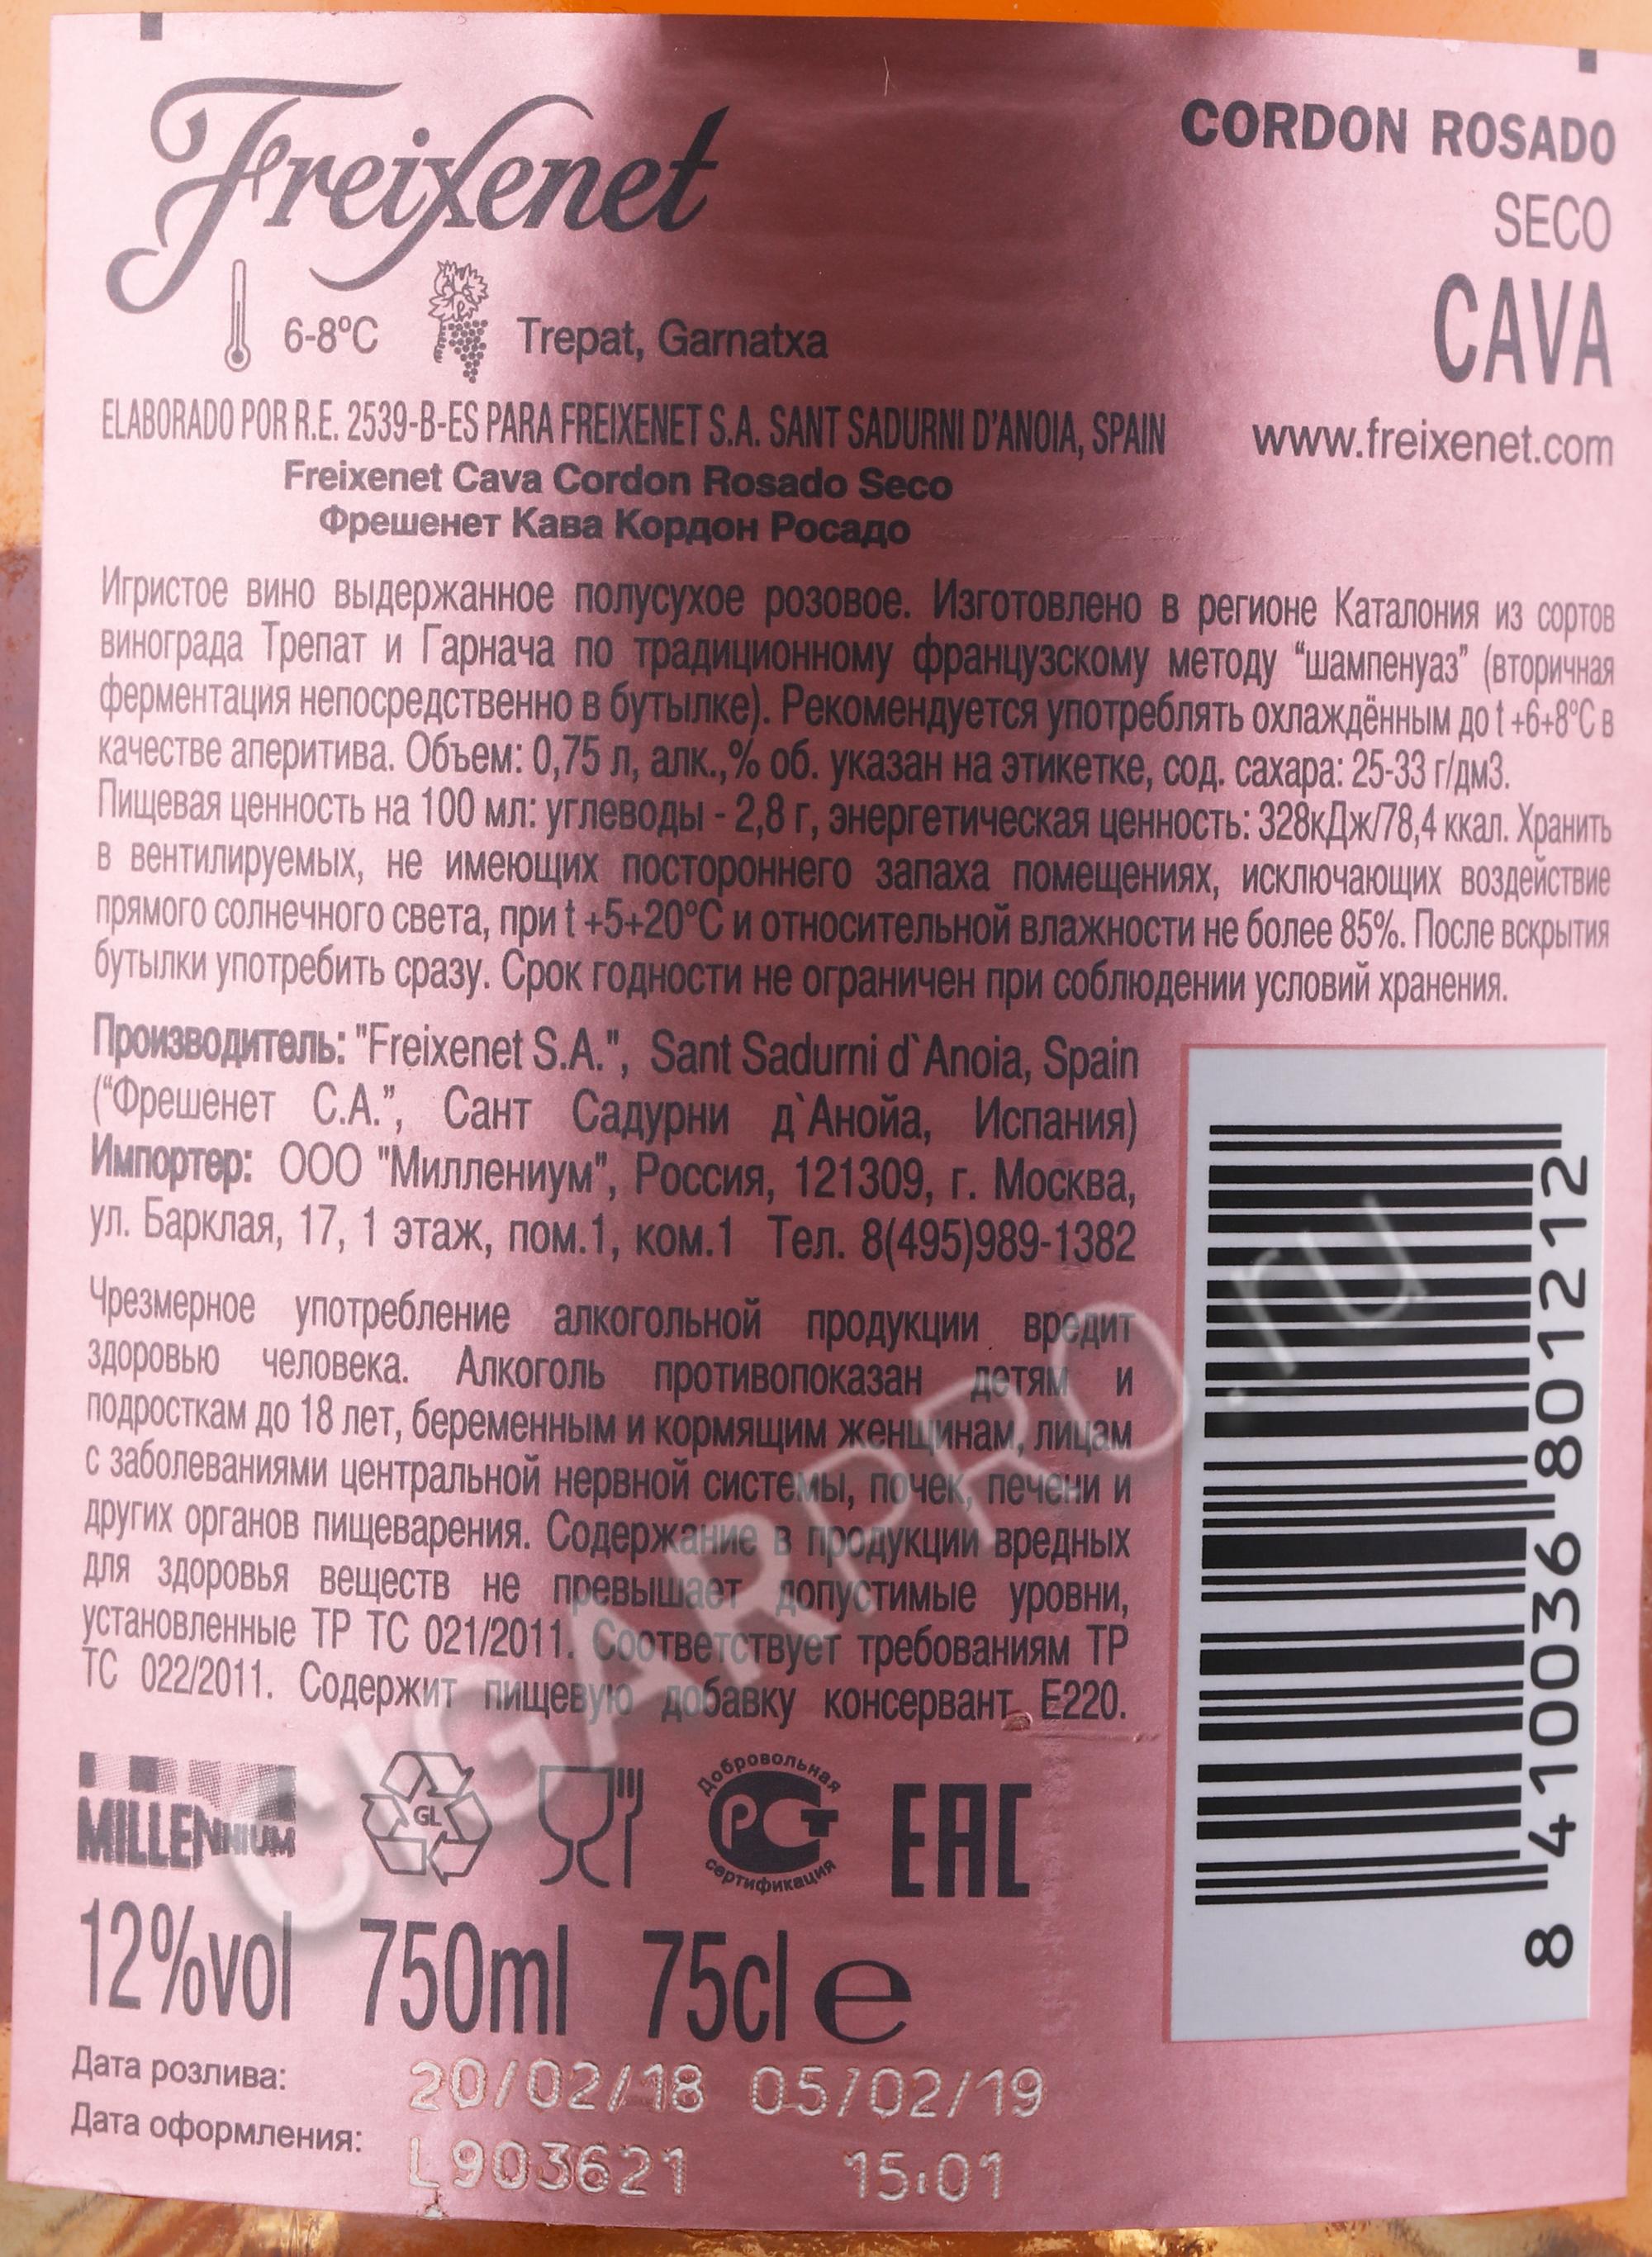 Freixenet
CORDON ROSADO
SECO
CAVA
6-8ºC Trepat, Garnatxa
ELABORADO POR R.E. 2539-B-ES PARA FREIXENET S.A. SANT SADURNI D'ANOIA, SPAIN
www.freixenet.com
Freixenet Cava Cordon Rosado Seco
Фрешенет Кава Кордон Росадо
Игристое вино выдержанное полусухое розовое. Изготовлено в регионе Каталония из сортов
винограда Трепат и Гарнача по традиционному французскому методу “шампенуаз” (вторичная
ферментация непосредственно в бутылке). Рекомендуется употреблять охлаждённым до t +6+8°C в
качестве аперитива. Объем: 0,75 л, алк.,% об. указан на этикетке, сод. сахара: 25-33 г/дм3.
Пищевая ценность на 100 мл: углеводы - 2,8 г, энергетическая ценность: 328кДж/78,4 ккал. Хранить
в вентилируемых, не имеющих постороннего запаха помещениях, исключающих воздействие
прямого солнечного света, при t +5+20°C и относительной влажности не более 85%. После вскрытия
бутылки употребить сразу. Срок годности не ограничен при соблюдении условий хранения.
Производитель: "Freixenet S.A.", Sant Sadurni d`Anoia, Spain
(“Фрешенет С.А.”, Сант Садурни д`Анойа, Испания)
Импортер: ООО "Миллениум", Россия, 121309, г. Москва,
ул. Барклая, 17, 1 этаж, пом.1, ком.1 Тел. 8(495)989-1382
Чрезмерное употребление алкогольной продукции вредит
здоровью человека. Алкоголь противопоказан детям и
подросткам до 18 лет, беременным и кормящим женщинам, лицам
с заболеваниями центральной нервной системы, почек, печени и
других органов пищеварения. Содержание в продукции вредных
для здоровья веществ не превышает допустимые уровни,
установленные ТР ТС 021/2011. Соответствует требованиям ТР
ТС 022/2011. Содержит пищевую добавку консервант Е220.
8 410036 801212
CIGARPRO.ru
MILLENNIUM
GL
Добровольная
РСТ
сертификация
EAC
12%vol 750ml 75cl e
Дата розлива: 20/02/18 05/02/19
Дата оформления: L903621 15:01